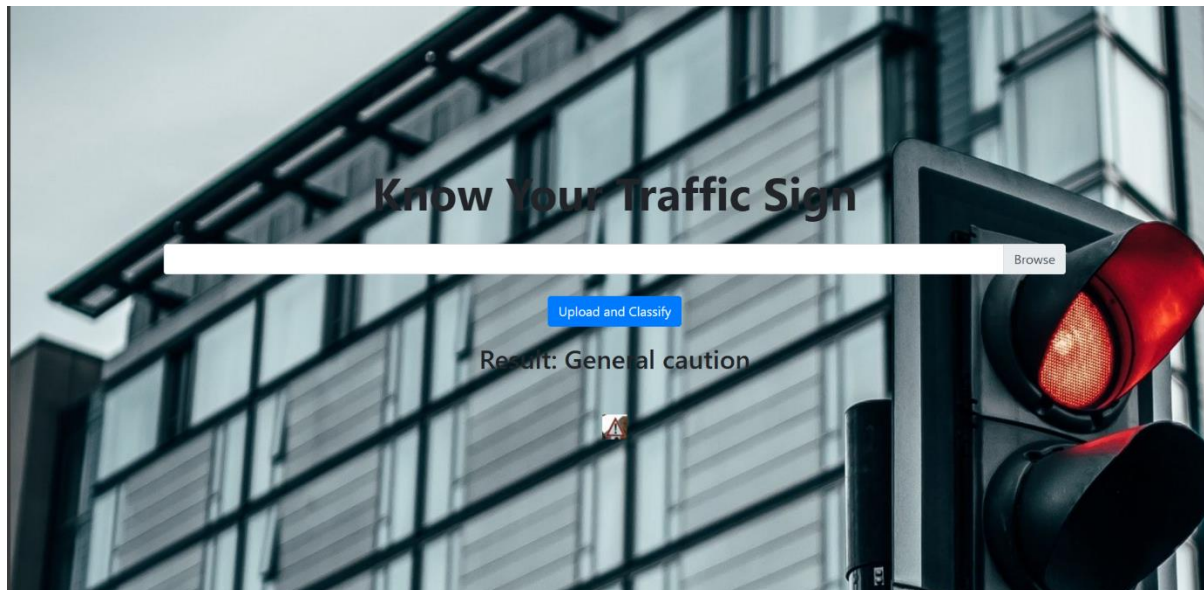 Know Your Traffic Sign
Browse
Upload and Classify
Result: General caution